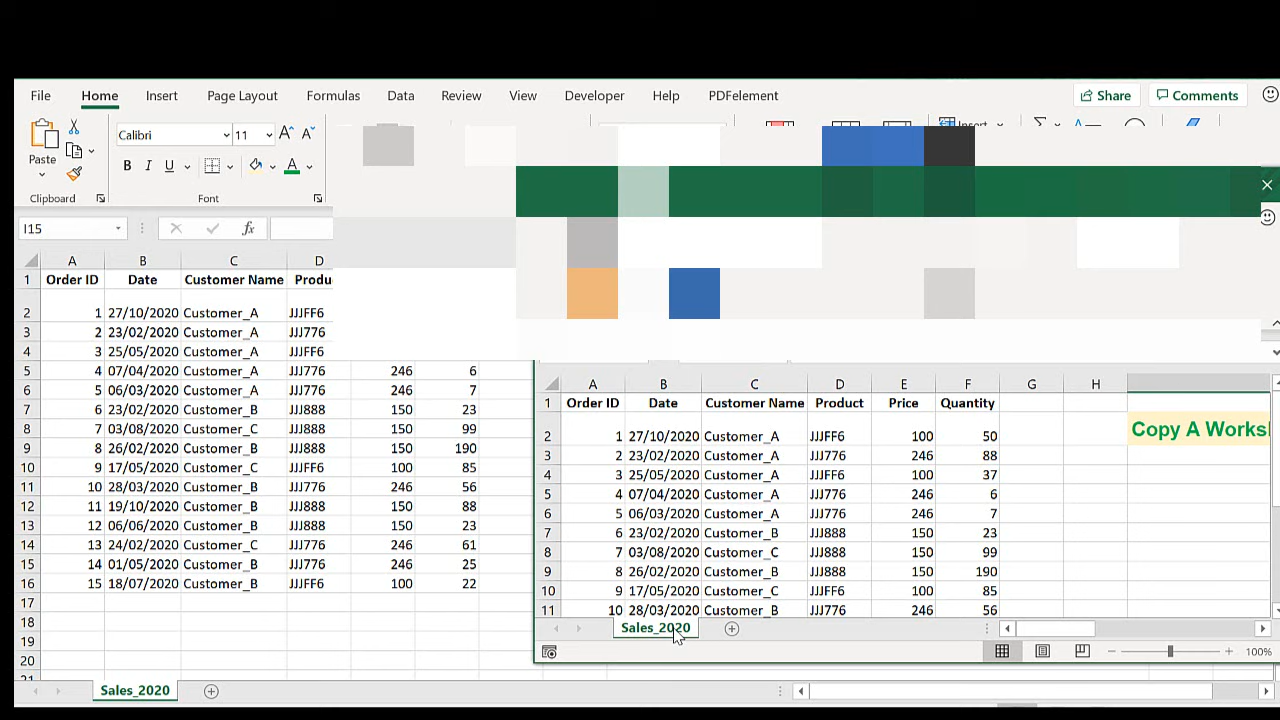 File Home Insert Page Layout Formulas Data Review View Developer Help PDFelement Share Comments
Calibri 11
Paste
B I U A
Clipboard Font
I15 fx
A B C D
1 Order ID Date Customer Name
2 1 27/10/2020 Customer_A JJJFF6
3 2 23/02/2020 Customer_A JJJ776
4 3 25/05/2020 Customer_A JJJFF6
5 4 07/04/2020 Customer_A JJJ776 246 6
6 5 06/03/2020 Customer_A JJJ776 246 7
7 6 23/02/2020 Customer_B JJJ888 150 23
8 7 03/08/2020 Customer_C JJJ888 150 99
9 8 26/02/2020 Customer_B JJJ888 150 190
10 9 17/05/2020 Customer_C JJJFF6 100 85
11 10 28/03/2020 Customer_B JJJ776 246 56
12 11 19/10/2020 Customer_B JJJ888 150 88
13 12 06/06/2020 Customer_B JJJ888 150 23
14 13 24/02/2020 Customer_C JJJ776 246 61
15 14 01/05/2020 Customer_B JJJ776 246 25
16 15 18/07/2020 Customer_B JJJFF6 100 22
17
18
19
20
Sales_2020
A B C D E F G H
1 Order ID Date Customer Name Product Price Quantity
Copy A
2 1 27/10/2020 Customer_A JJJFF6 100 50
3 2 23/02/2020 Customer_A JJJ776 246 88
4 3 25/05/2020 Customer_A JJJFF6 100 37
5 4 07/04/2020 Customer_A JJJ776 246 6
6 5 06/03/2020 Customer_A JJJ776 246 7
7 6 23/02/2020 Customer_B JJJ888 150 23
8 7 03/08/2020 Customer_C JJJ888 150 99
9 8 26/02/2020 Customer_B JJJ888 150 190
10 9 17/05/2020 Customer_C JJJFF6 100 85
11 10 28/03/2020 Customer_B JJJ776 246 56
Sales_2020
100%